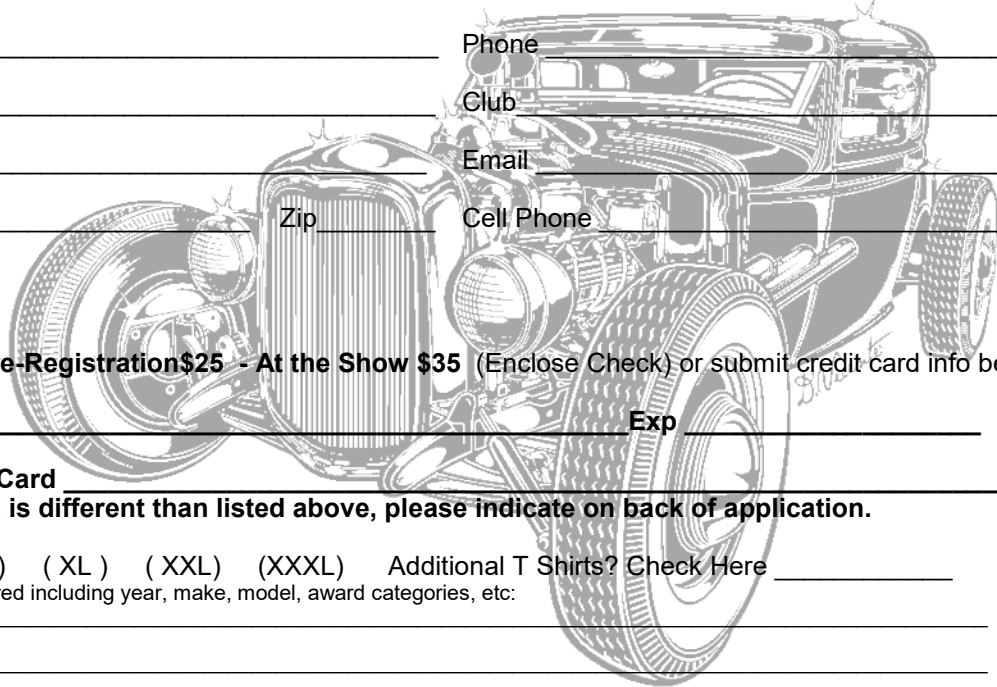 Phone
Club
Email
Zip Cell Phone
e-Registration$25 - At the Show $35 (Enclose Check) or submit credit card info be
Exp
Card
is different than listed above, please indicate on back of application.
) ( XL ) ( XXL) (XXXL) Additional T Shirts? Check Here
red including year, make, model, award categories, etc: